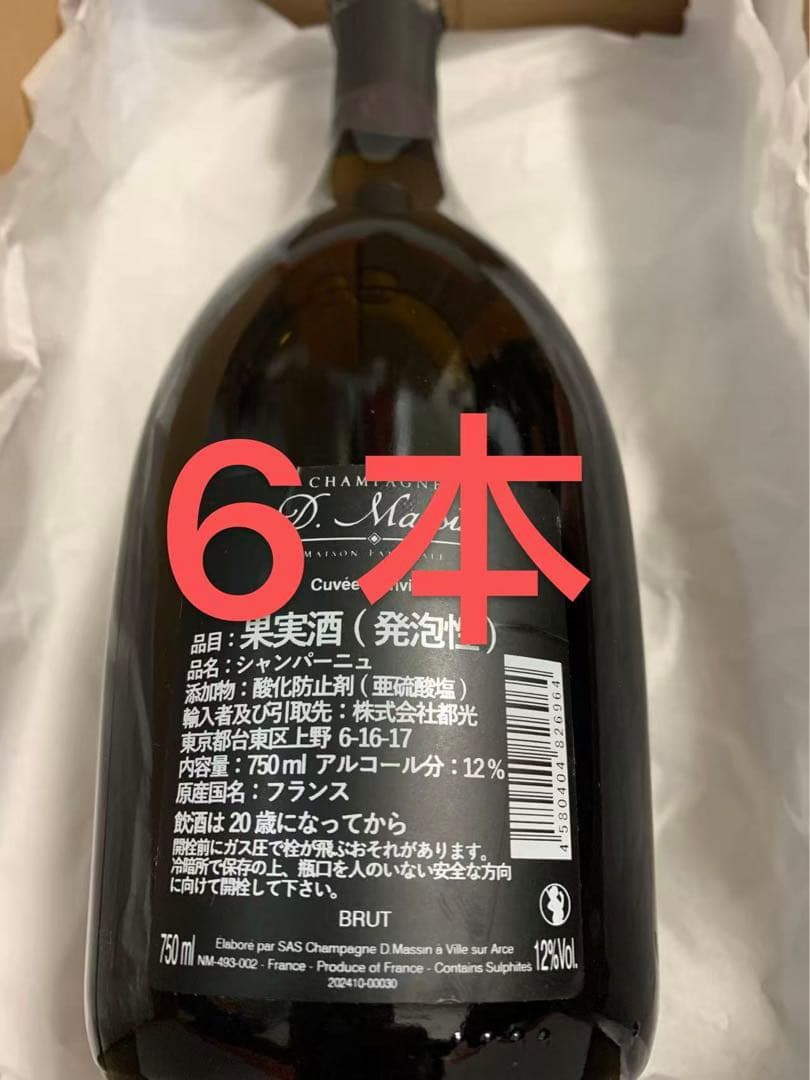 6本
CHAMPAGNE
D.
MAISON
Cuvée
品目：果実酒（発泡性）
品名：シャンパーニュ
添加物：酸化防止剤（亜硫酸塩）
輸入者及び引取先：株式会社都光
東京都台東区上野 6-16-17
内容量：750ml アルコール分：12%
原産国名：フランス
飲酒は20歳になってから
開栓前にガス圧で栓が飛ぶおそれがあります。
冷暗所で保存の上、瓶口を人のいない安全な方向
に向けて開栓して下さい。
4 580404 826964
BRUT
750 ml
Elaboré par SAS Champagne D.Massin à Ville sur Arce
NM-493-002 - France - Produce of France - Contains Sulphites
12%Vol.
202410-00030